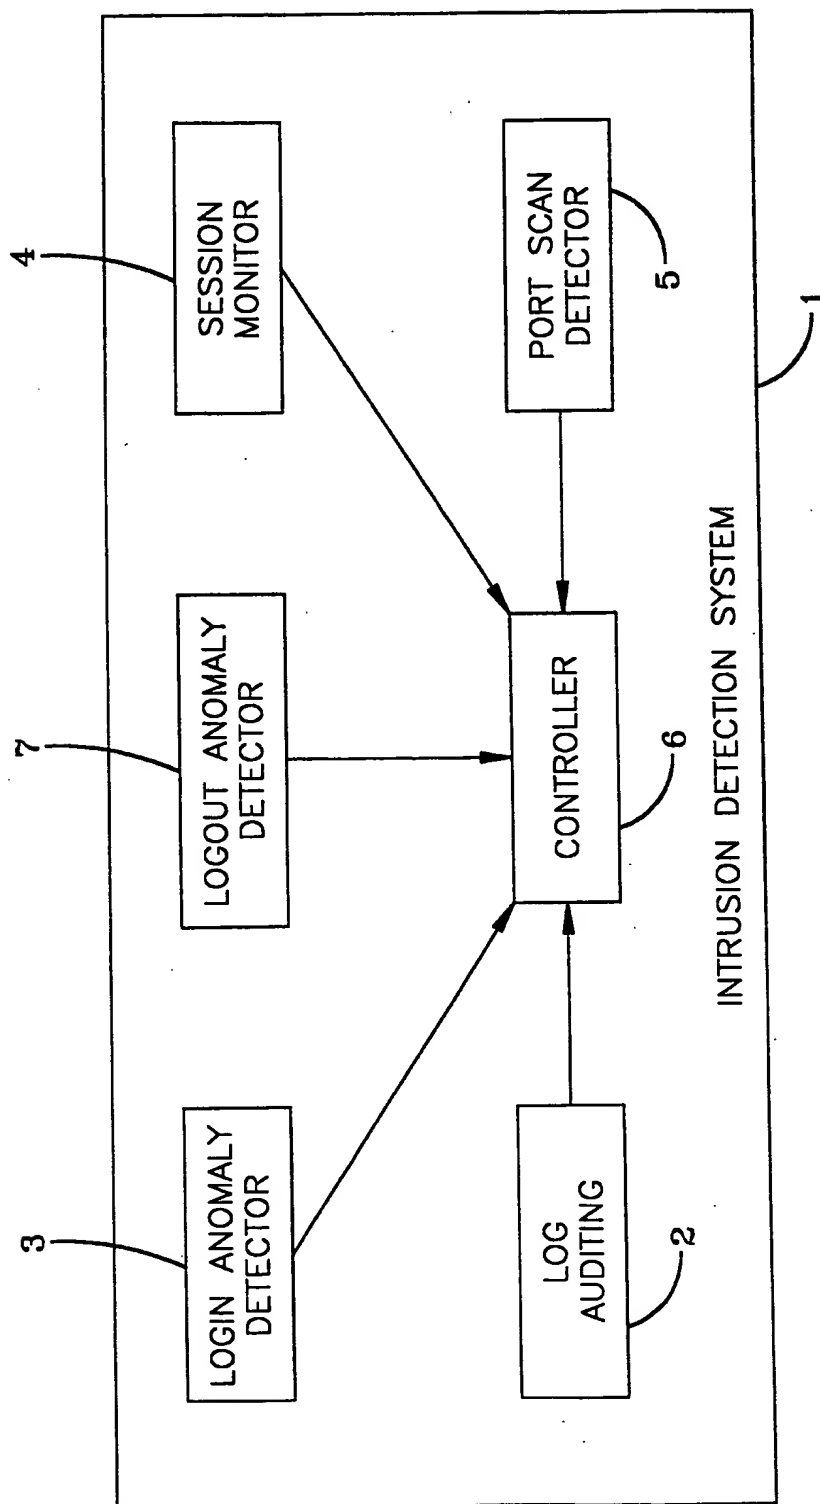 3
7
4
LOGIN ANOMALY
DETECTOR
LOGOUT ANOMALY
DETECTOR
SESSION
MONITOR
LOG
AUDITING
CONTROLLER
PORT SCAN
DETECTOR
2
6
5
INTRUSION DETECTION SYSTEM
1